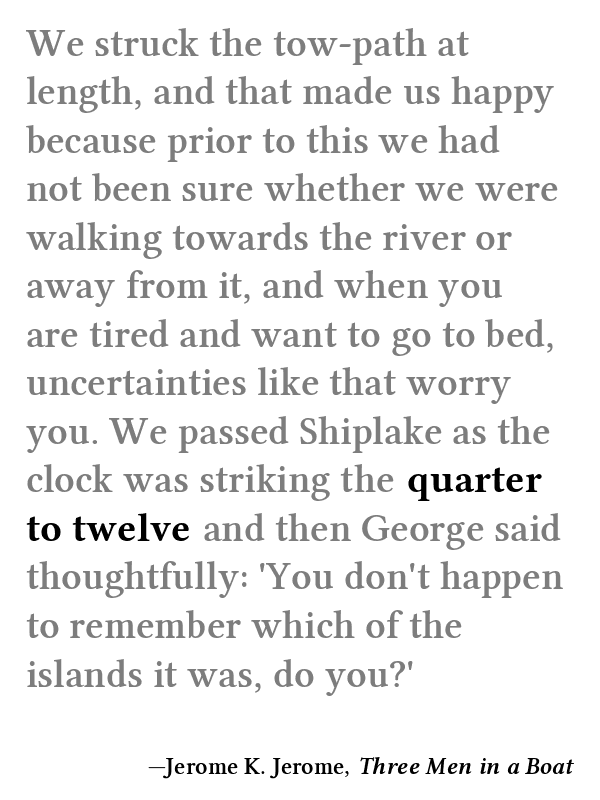 We struck the tow-path at
length, and that made us happy
because prior to this we had
not been sure whether we were
walking towards the river or
away from it, and when you
are tired and want to go to bed,
uncertainties like that worry
you. We passed Shiplake as the
clock was striking the quarter
to twelve and then George said
thoughtfully: 'You don't happen
to remember which of the
islands it was, do you?'
—Jerome K. Jerome, Three Men in a Boat